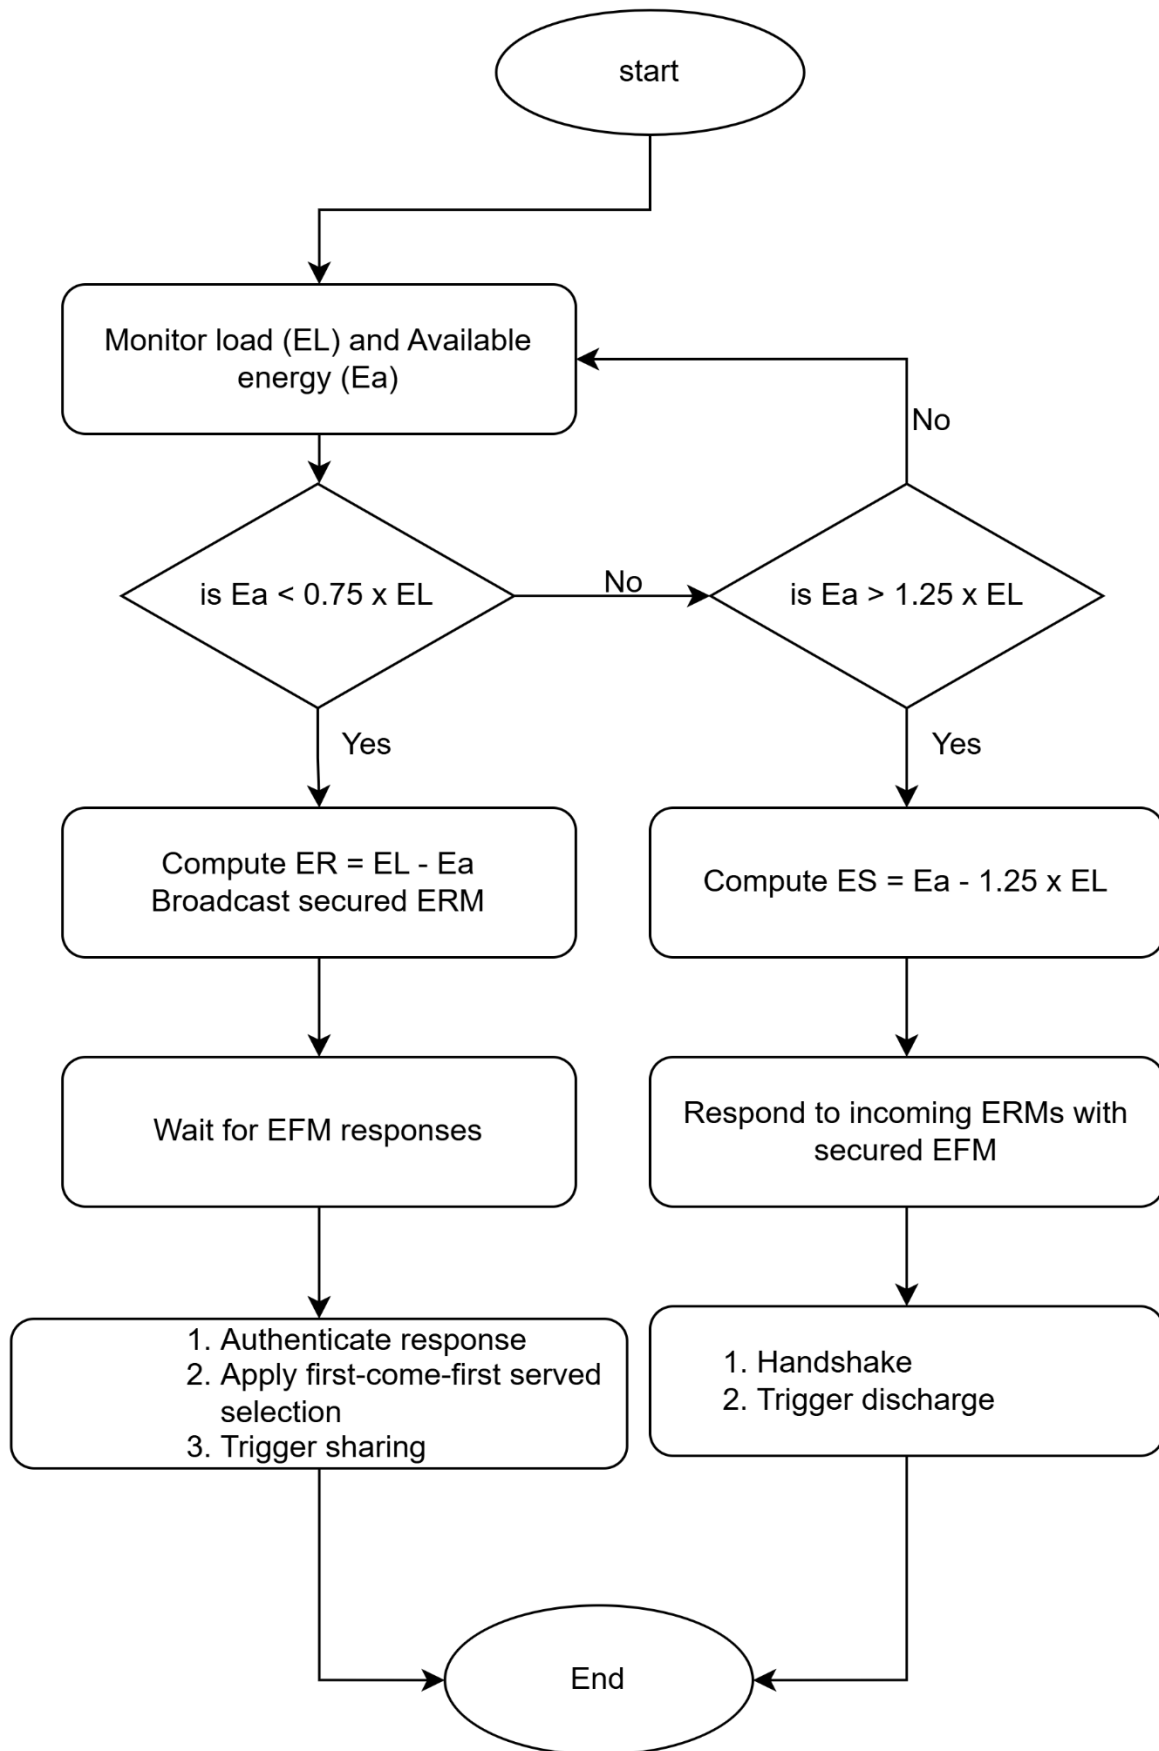 start
Monitor load (EL) and Available
energy (Ea)
No
is Ea < 0.75 x EL
No
is Ea > 1.25 x EL
Yes
Yes
Compute ER = EL - Ea
Broadcast secured ERM
Compute ES = Ea - 1.25 x EL
Wait for EFM responses
Respond to incoming ERMs with
secured EFM
1. Authenticate response
2. Apply first-come-first served
selection
3. Trigger sharing
1. Handshake
2. Trigger discharge
End